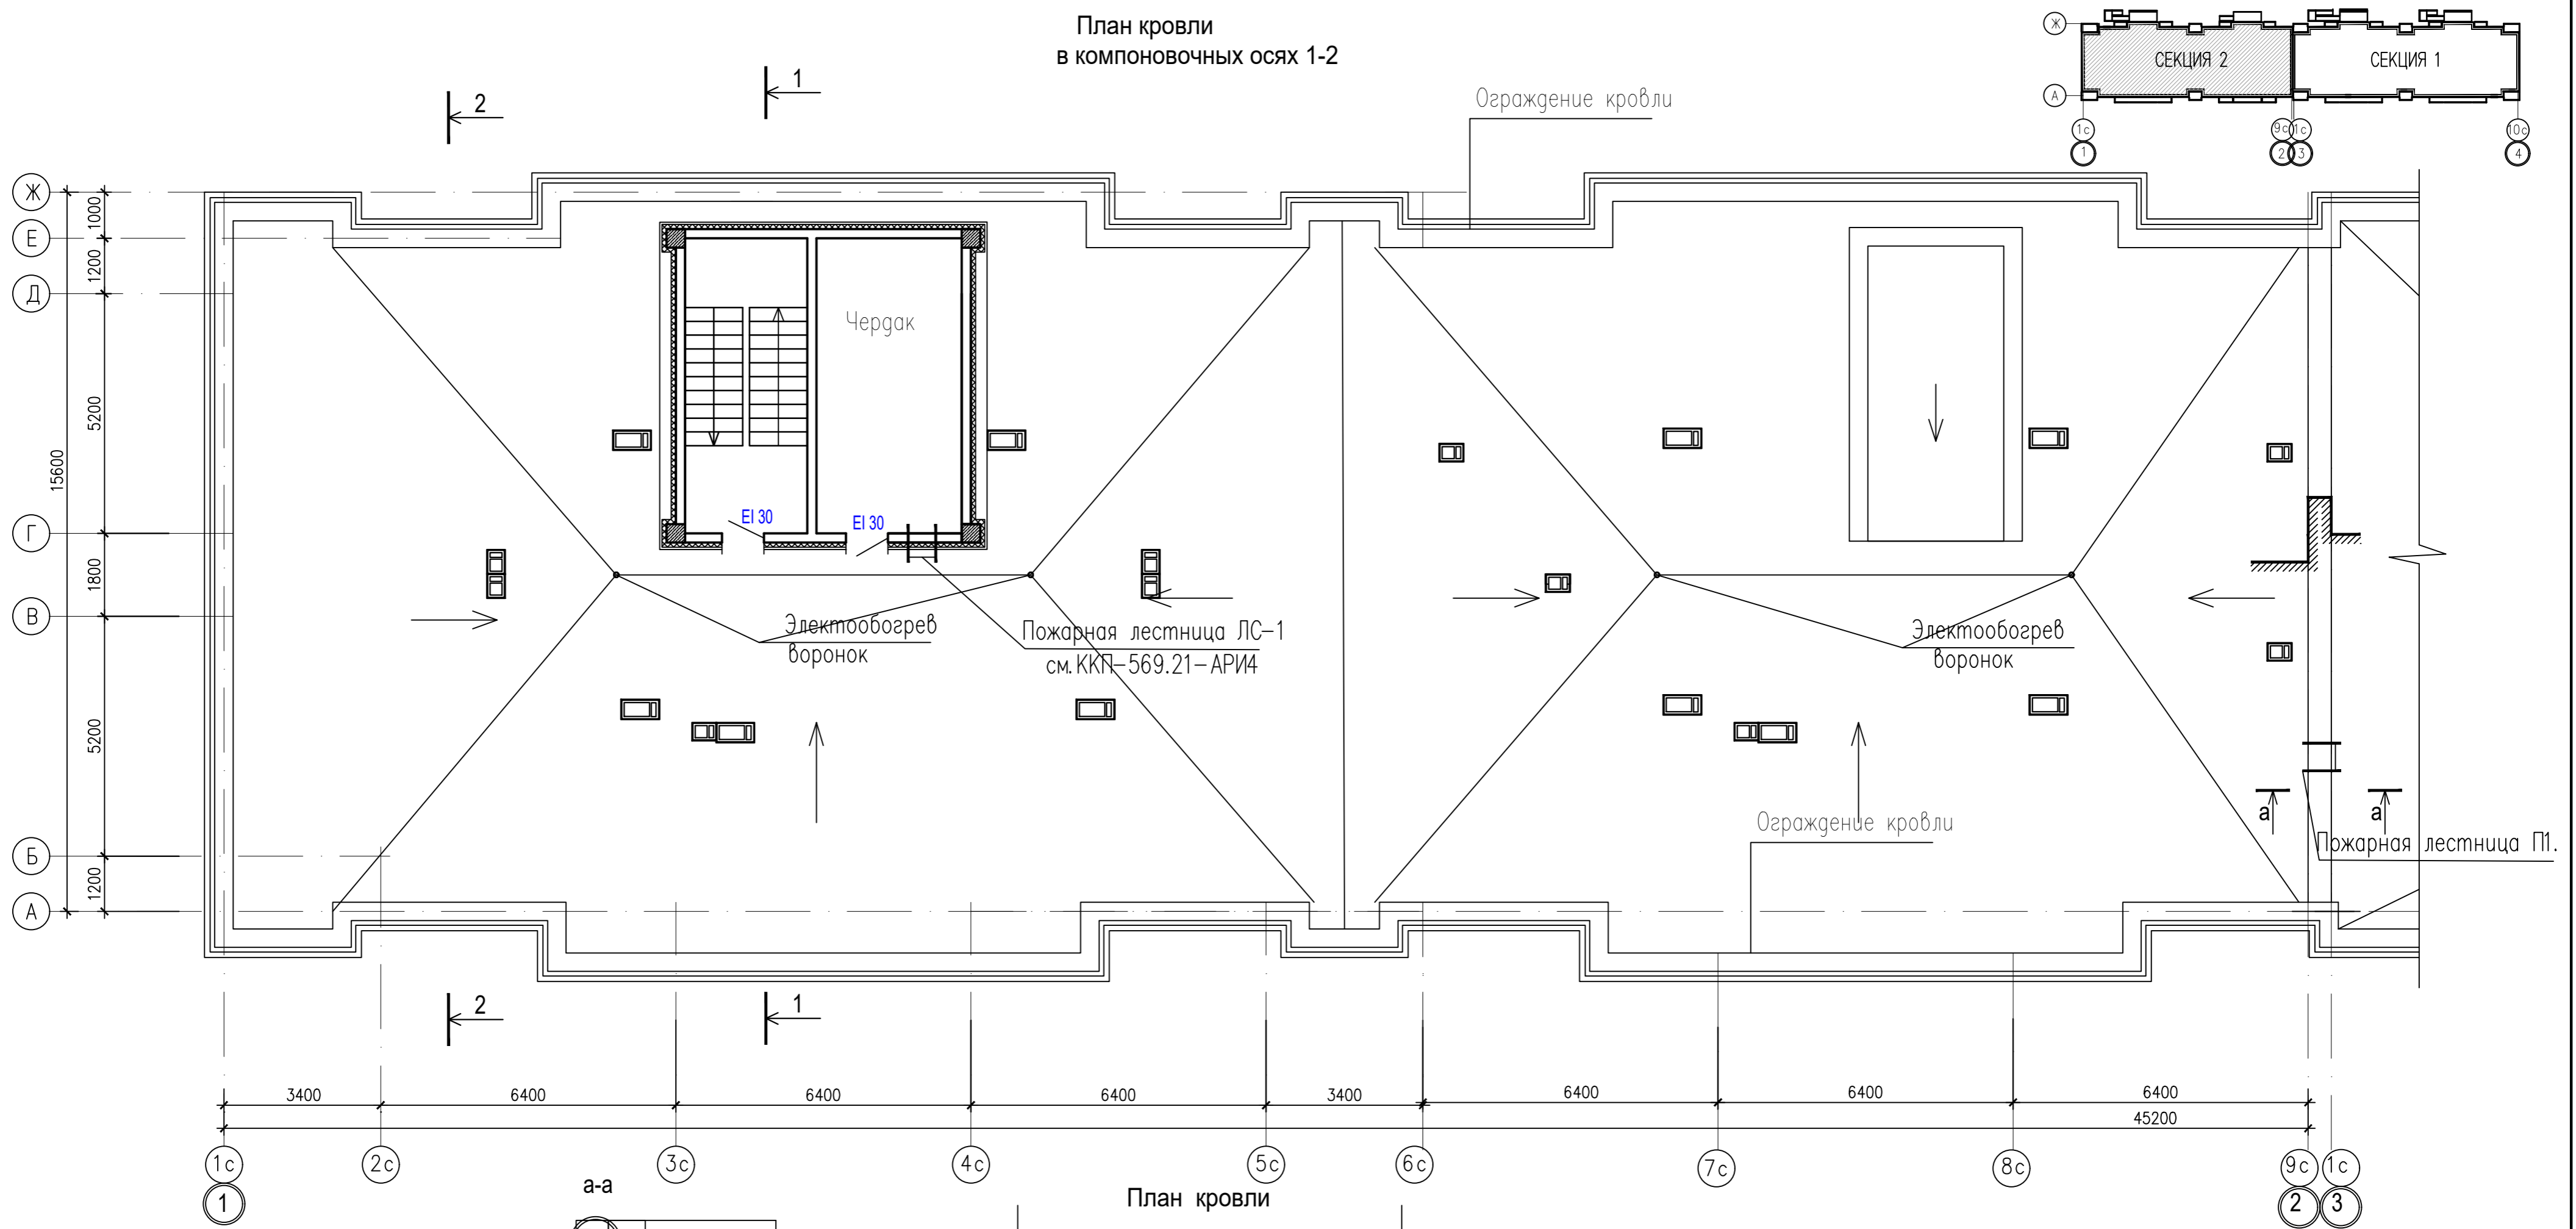 План кровли
в компоновочных осях 1-2
Ж
А
СЕКЦИЯ 2
СЕКЦИЯ 1
1с
9с
1с
10с
1
2
3
4
2
1
Ограждение кровли
Ж
Е
Д
Г
В
Б
А
1000
1200
5200
1800
5200
1200
15600
Чердак
EI 30
EI 30
Электообогрев
воронок
Пожарная лестница ЛС-1
см.ККП-569.21-АРИ4
Электообогрев
воронок
Ограждение кровли
а
а
Пожарная лестница П1.
2
1
3400
6400
6400
6400
3400
6400
6400
6400
45200
1с
2с
3с
4с
5с
6с
7с
8с
9с
1с
1
2
3
а-а
План кровли